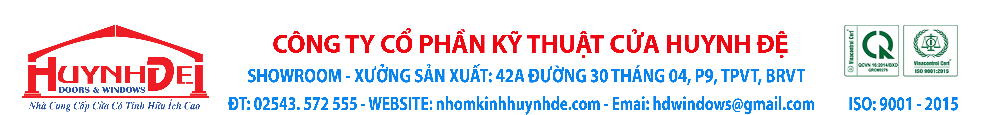 HUYNHĐỆ
DOORS & WINDOWS
Nhà Cung Cấp Cửa Có Tính Hữu Ích Cao
CÔNG TY CỔ PHẦN KỸ THUẬT CỬA HUYNH ĐỆ
SHOWROOM - XƯỞNG SẢN XUẤT: 42A ĐƯỜNG 30 THÁNG 04, P9, TPVT, BRVT
ĐT: 02543. 572 555 - WEBSITE: nhomkinhhuynhde.com - Emai: hdwindows@gmail.com
Vinacontrol Cert
QCVN 16:2014/BXD
QRCM0276
Vinacontrol Cert
ISO 9001:2015
ISO: 9001 - 2015